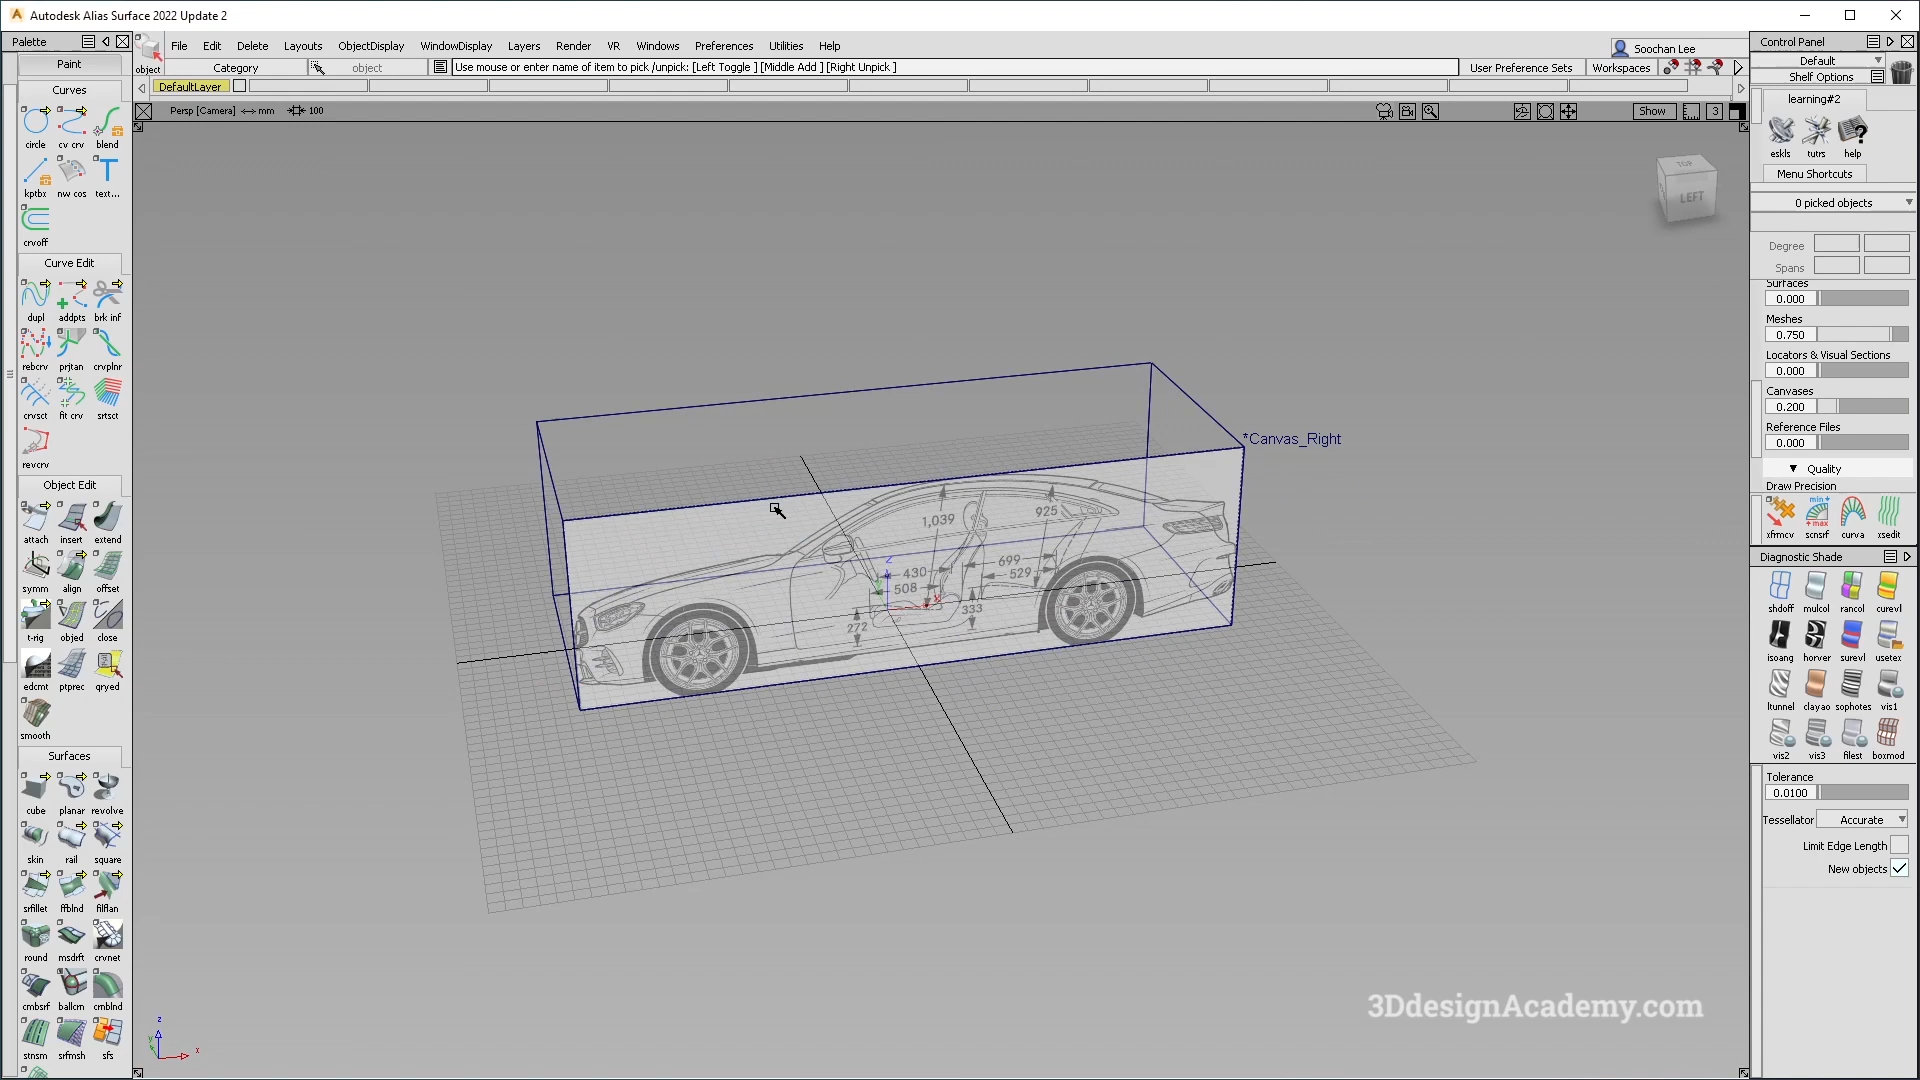 Autodesk Alias Surface 2022 Update 2
Palette
Paint
Curves
circle cv crv blend
kptbx nw cos text...
crvoff
Curve Edit
dupl addpts brk inf
rebcrv prjtan crvplnr
crvsct fit crv srtsct
revcrv
Object Edit
attach insert extend
symm align offset
t-rig objed close
edcmt ptprec qryed
smooth
Surfaces
cube planar revolve
skin rail square
srfillet ffblnd filflan
round msdrft crvnet
cmbsrf ballcrn crnblnd
stnsrn srfmsh sfs
object
File Edit Delete Layouts ObjectDisplay WindowDisplay Layers Render VR Windows Preferences Utilities Help
Soochan Lee
Category object Use mouse or enter name of item to pick /unpick: [Left Toggle ] [Middle Add ] [Right Unpick ] User Preference Sets Workspaces
DefaultLayer
Persp [Camera] mm 100 Show 3
TOP
LEFT
*Canvas_Right
1,039
925
699
430
529
508
333
272
z
x
y
3DdesignAcademy.com
Control Panel
Default
Shelf Options
learning#2
eskls tutrs help
Menu Shortcuts
0 picked objects
Degree
Spans
Surfaces
0.000
Meshes
0.750
Locators & Visual Sections
0.000
Canvases
0.200
Reference Files
0.000
Quality
Draw Precision
min
max
xfrmcv scnsrf curva xsedit
Diagnostic Shade
shdoff mulcol rancol curevl
isoang horver surevl usetex
ltunnel clayao sophotes vis1
vis2 vis3 filest boxmod
Tolerance
0.0100
Tessellator Accurate
Limit Edge Length
New objects